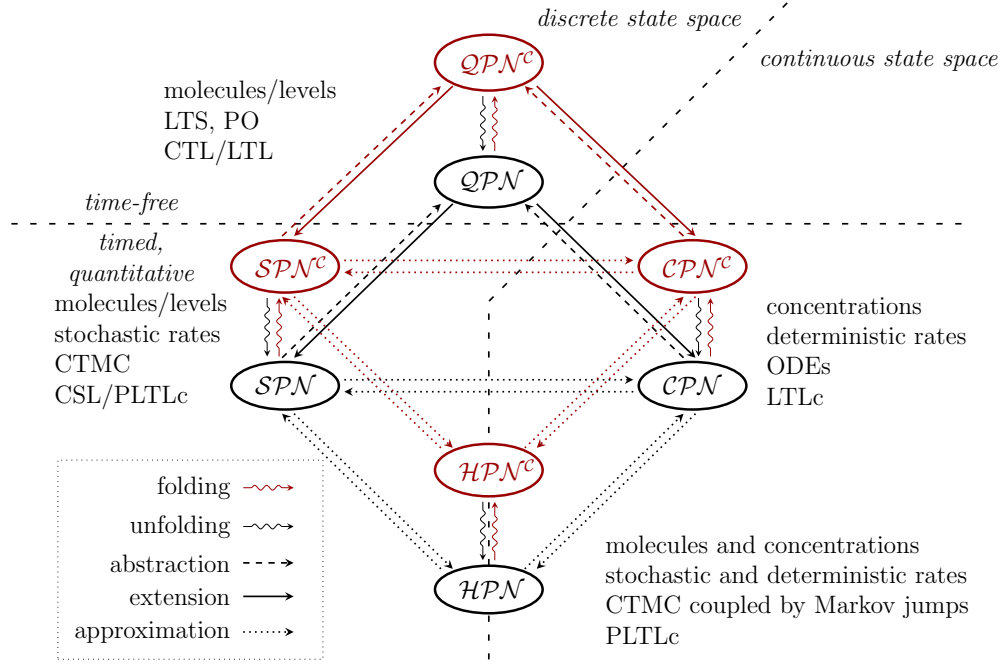 discrete state space
continuous state space
QPN^C
molecules/levels
LTS, PO
CTL/LTL
QPN
time-free
timed,
quantitative
SPN^C
CPN^C
molecules/levels
stochastic rates
CTMC
CSL/PLTLc
concentrations
deterministic rates
ODEs
LTLc
SPN
CPN
HPN^C
folding
unfolding
abstraction
extension
approximation
HPN
molecules and concentrations
stochastic and deterministic rates
CTMC coupled by Markov jumps
PLTLc